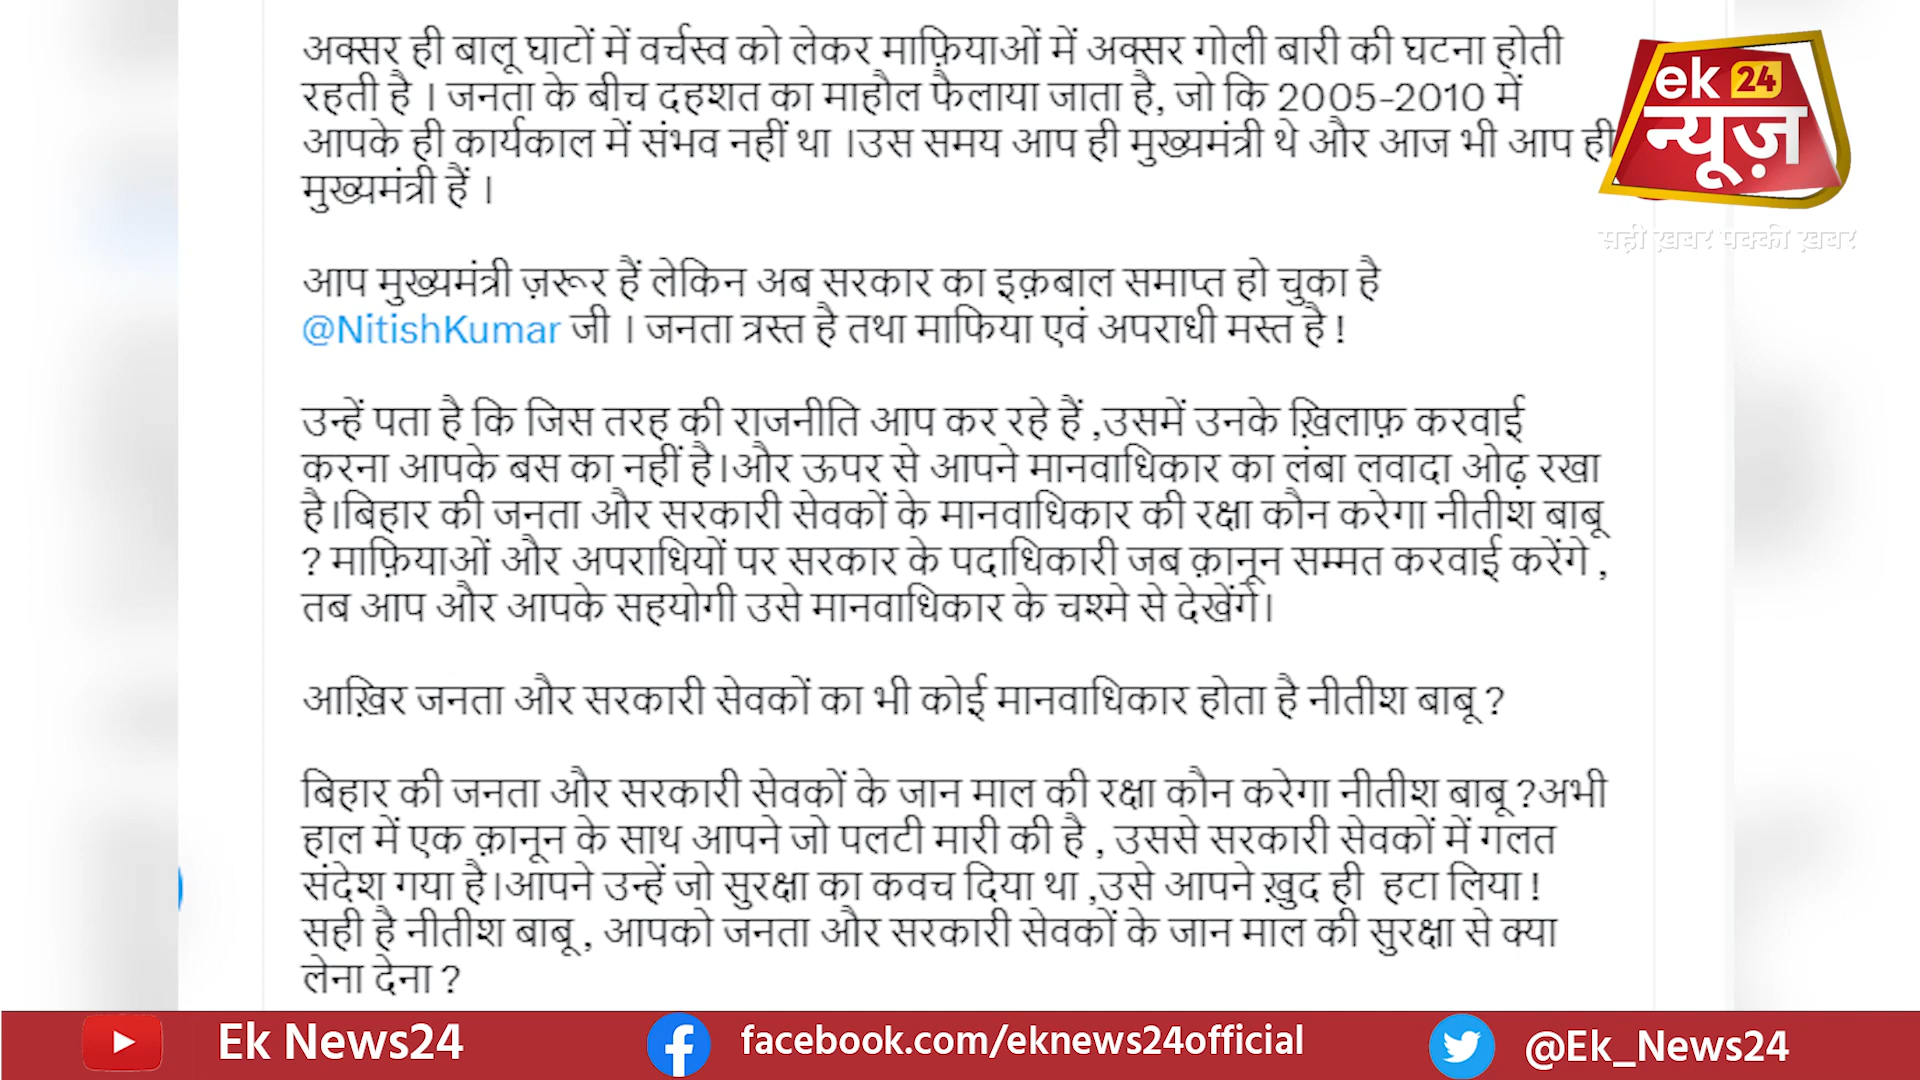 अक्सर ही बालू घाटों में वर्चस्व को लेकर माफ़ियाओं में अक्सर गोली बारी की घटना होती
रहती है । जनता के बीच दहशत का माहौल फैलाया जाता है, जो कि 2005-2010 में
आपके ही कार्यकाल में संभव नहीं था ।उस समय आप ही मुख्यमंत्री थे और आज भी आप ही
मुख्यमंत्री हैं ।
ek 24
न्यूज़
सही ख़बर पक्की ख़बर
आप मुख्यमंत्री ज़रूर हैं लेकिन अब सरकार का इक़बाल समाप्त हो चुका है
@NitishKumar जी । जनता त्रस्त है तथा माफिया एवं अपराधी मस्त है !
उन्हें पता है कि जिस तरह की राजनीति आप कर रहे हैं ,उसमें उनके ख़िलाफ़ करवाई
करना आपके बस का नहीं है।और ऊपर से आपने मानवाधिकार का लंबा लवादा ओढ़ रखा
है।बिहार की जनता और सरकारी सेवकों के मानवाधिकार की रक्षा कौन करेगा नीतीश बाबू
? माफ़ियाओं और अपराधियों पर सरकार के पदाधिकारी जब क़ानून सम्मत करवाई करेंगे ,
तब आप और आपके सहयोगी उसे मानवाधिकार के चश्मे से देखेंगे।
आख़िर जनता और सरकारी सेवकों का भी कोई मानवाधिकार होता है नीतीश बाबू ?
बिहार की जनता और सरकारी सेवकों के जान माल की रक्षा कौन करेगा नीतीश बाबू ?अभी
हाल में एक क़ानून के साथ आपने जो पलटी मारी की है , उससे सरकारी सेवकों में गलत
संदेश गया है।आपने उन्हें जो सुरक्षा का कवच दिया था ,उसे आपने ख़ुद ही हटा लिया !
सही है नीतीश बाबू , आपको जनता और सरकारी सेवकों के जान माल की सुरक्षा से क्या
लेना देना ?
Ek News24
facebook.com/eknews24official
@Ek_News24